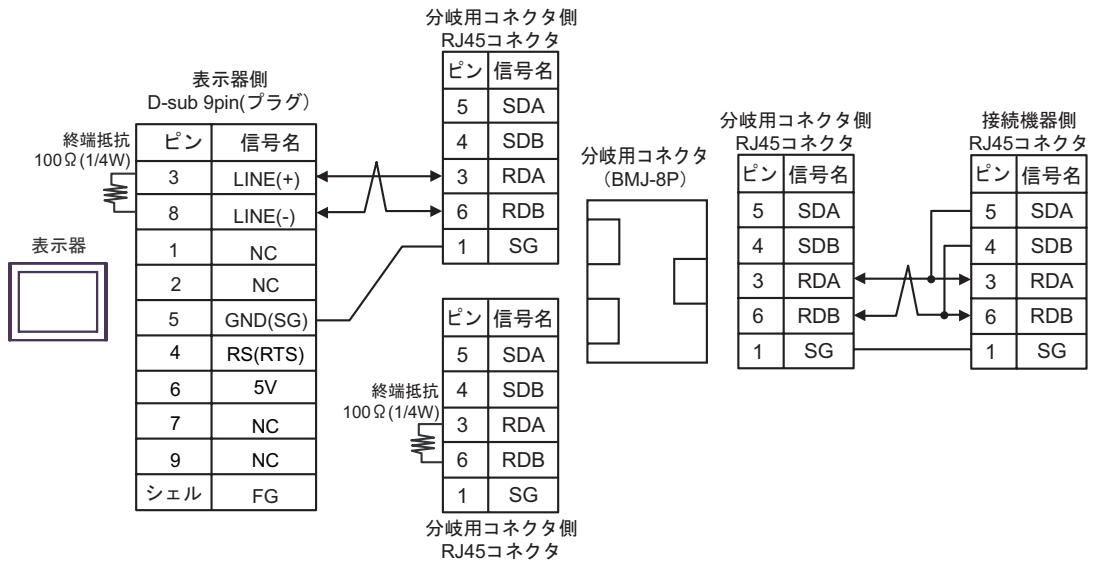 分岐用コネクタ側
RJ45コネクタ
ピン 信号名
5 SDA
4 SDB
3 RDA
6 RDB
1 SG
表示器側
D-sub 9pin(プラグ)
終端抵抗
100Ω(1/4W)
ピン 信号名
3 LINE(+)
8 LINE(-)
1 NC
2 NC
5 GND(SG)
4 RS(RTS)
6 5V
7 NC
9 NC
シェル FG
表示器
ピン 信号名
5 SDA
4 SDB
3 RDA
6 RDB
1 SG
終端抵抗
100Ω(1/4W)
分岐用コネクタ側
RJ45コネクタ
分岐用コネクタ
(BMJ-8P)
分岐用コネクタ側
RJ45コネクタ
ピン 信号名
5 SDA
4 SDB
3 RDA
6 RDB
1 SG
接続機器側
RJ45コネクタ
ピン 信号名
5 SDA
4 SDB
3 RDA
6 RDB
1 SG